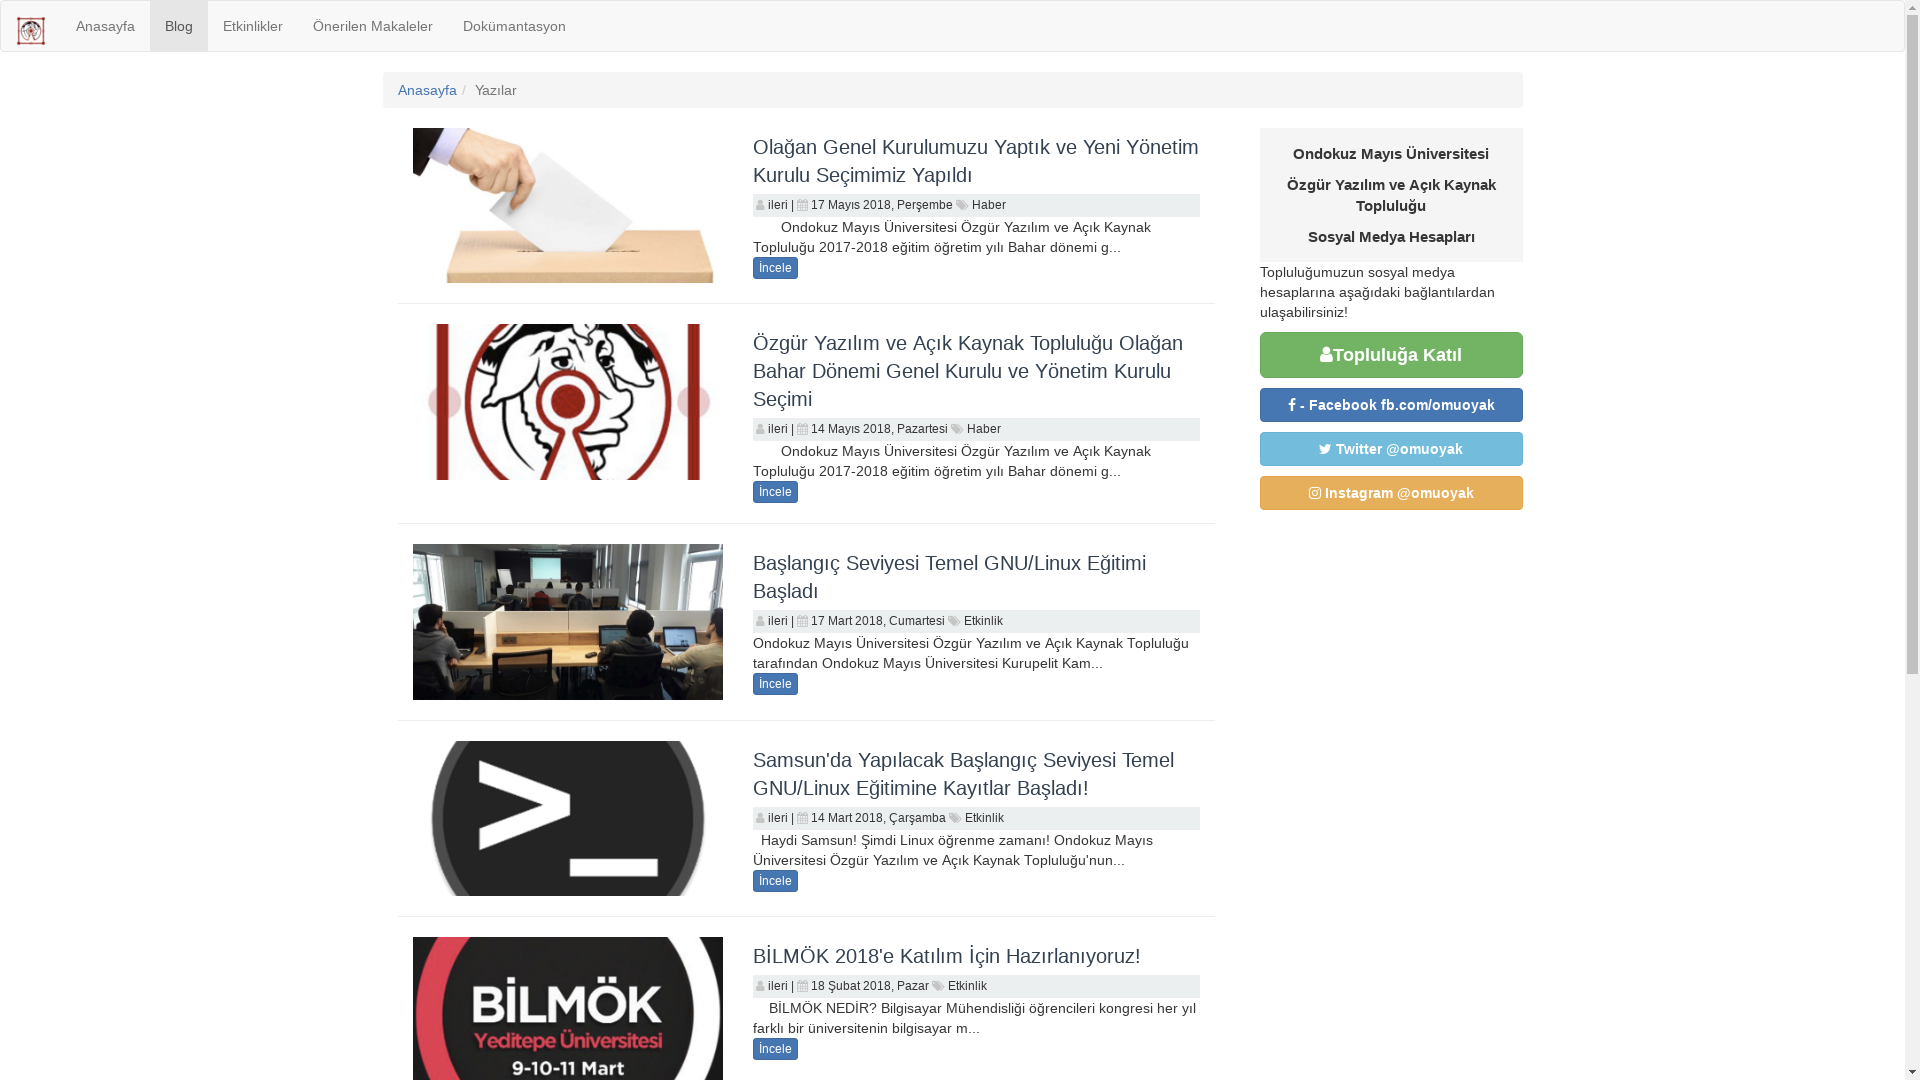 Anasayfa Blog Etkinlikler Önerilen Makaleler Dokümantasyon
Anasayfa / Yazılar
Olağan Genel Kurulumuzu Yaptık ve Yeni Yönetim
Kurulu Seçimimiz Yapıldı
ileri | 17 Mayıs 2018, Perşembe Haber
Ondokuz Mayıs Üniversitesi Özgür Yazılım ve Açık Kaynak
Topluluğu 2017-2018 eğitim öğretim yılı Bahar dönemi g...
İncele
Özgür Yazılım ve Açık Kaynak Topluluğu Olağan
Bahar Dönemi Genel Kurulu ve Yönetim Kurulu
Seçimi
ileri | 14 Mayıs 2018, Pazartesi Haber
Ondokuz Mayıs Üniversitesi Özgür Yazılım ve Açık Kaynak
Topluluğu 2017-2018 eğitim öğretim yılı Bahar dönemi g...
İncele
Başlangıç Seviyesi Temel GNU/Linux Eğitimi
Başladı
ileri | 17 Mart 2018, Cumartesi Etkinlik
Ondokuz Mayıs Üniversitesi Özgür Yazılım ve Açık Kaynak Topluluğu
tarafından Ondokuz Mayıs Üniversitesi Kurupelit Kam...
İncele
>_
Samsun'da Yapılacak Başlangıç Seviyesi Temel
GNU/Linux Eğitimine Kayıtlar Başladı!
ileri | 14 Mart 2018, Çarşamba Etkinlik
Haydi Samsun! Şimdi Linux öğrenme zamanı! Ondokuz Mayıs
Üniversitesi Özgür Yazılım ve Açık Kaynak Topluluğu'nun...
İncele
BİLMÖK
Yeditepe Üniversitesi
9-10-11 Mart
BİLMÖK 2018'e Katılım İçin Hazırlanıyoruz!
ileri | 18 Şubat 2018, Pazar Etkinlik
BİLMÖK NEDİR? Bilgisayar Mühendisliği öğrencileri kongresi her yıl
farklı bir üniversitenin bilgisayar m...
İncele
Ondokuz Mayıs Üniversitesi
Özgür Yazılım ve Açık Kaynak
Topluluğu
Sosyal Medya Hesapları
Topluluğumuzun sosyal medya
hesaplarına aşağıdaki bağlantılardan
ulaşabilirsiniz!
Topluluğa Katıl
- Facebook fb.com/omuoyak
Twitter @omuoyak
Instagram @omuoyak